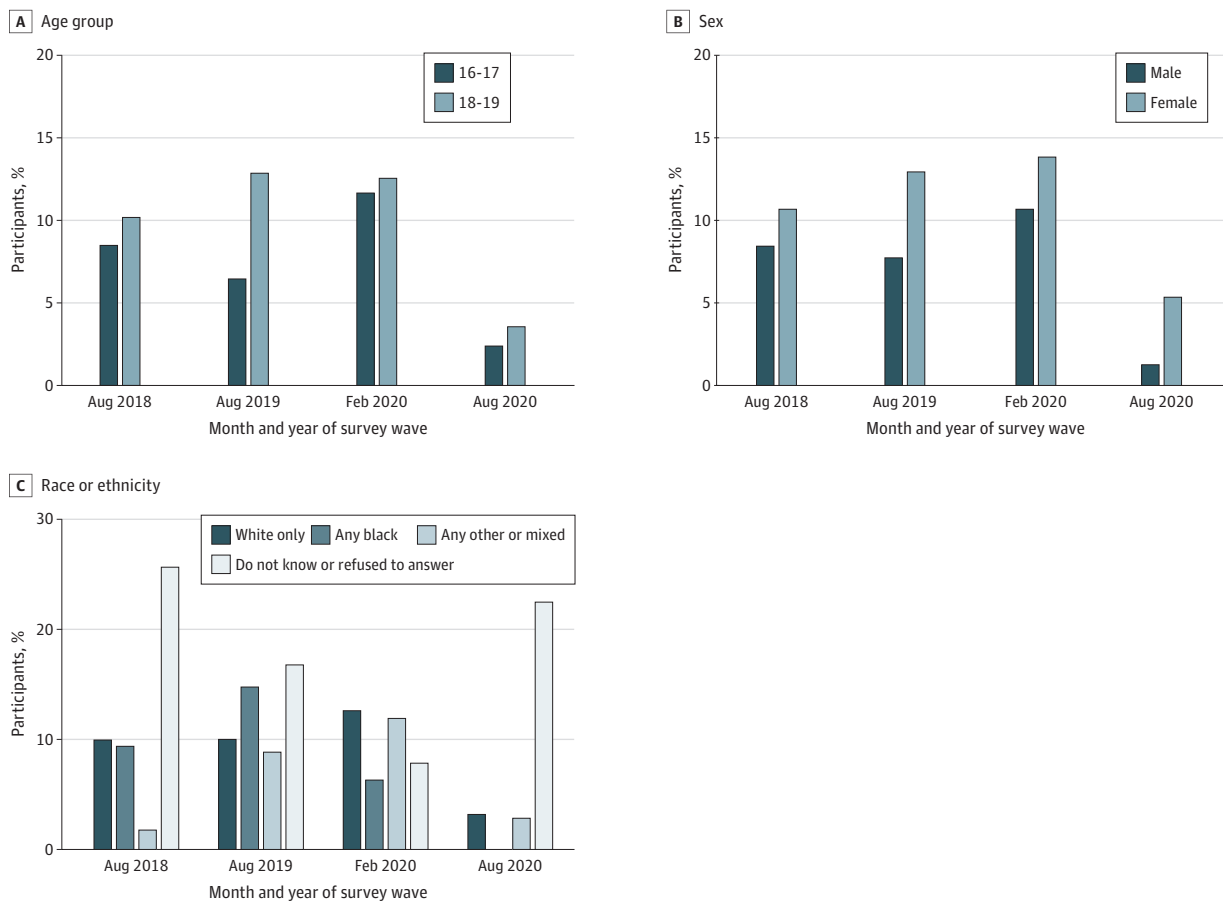 A Age group
20
15
10
5
0
Participants, %
16-17
18-19
Aug 2018 Aug 2019 Feb 2020 Aug 2020
Month and year of survey wave
B Sex
20
15
10
5
0
Participants, %
Male
Female
Aug 2018 Aug 2019 Feb 2020 Aug 2020
Month and year of survey wave
C Race or ethnicity
30
20
10
0
Participants, %
White only Any black Any other or mixed
Do not know or refused to answer
Aug 2018 Aug 2019 Feb 2020 Aug 2020
Month and year of survey wave